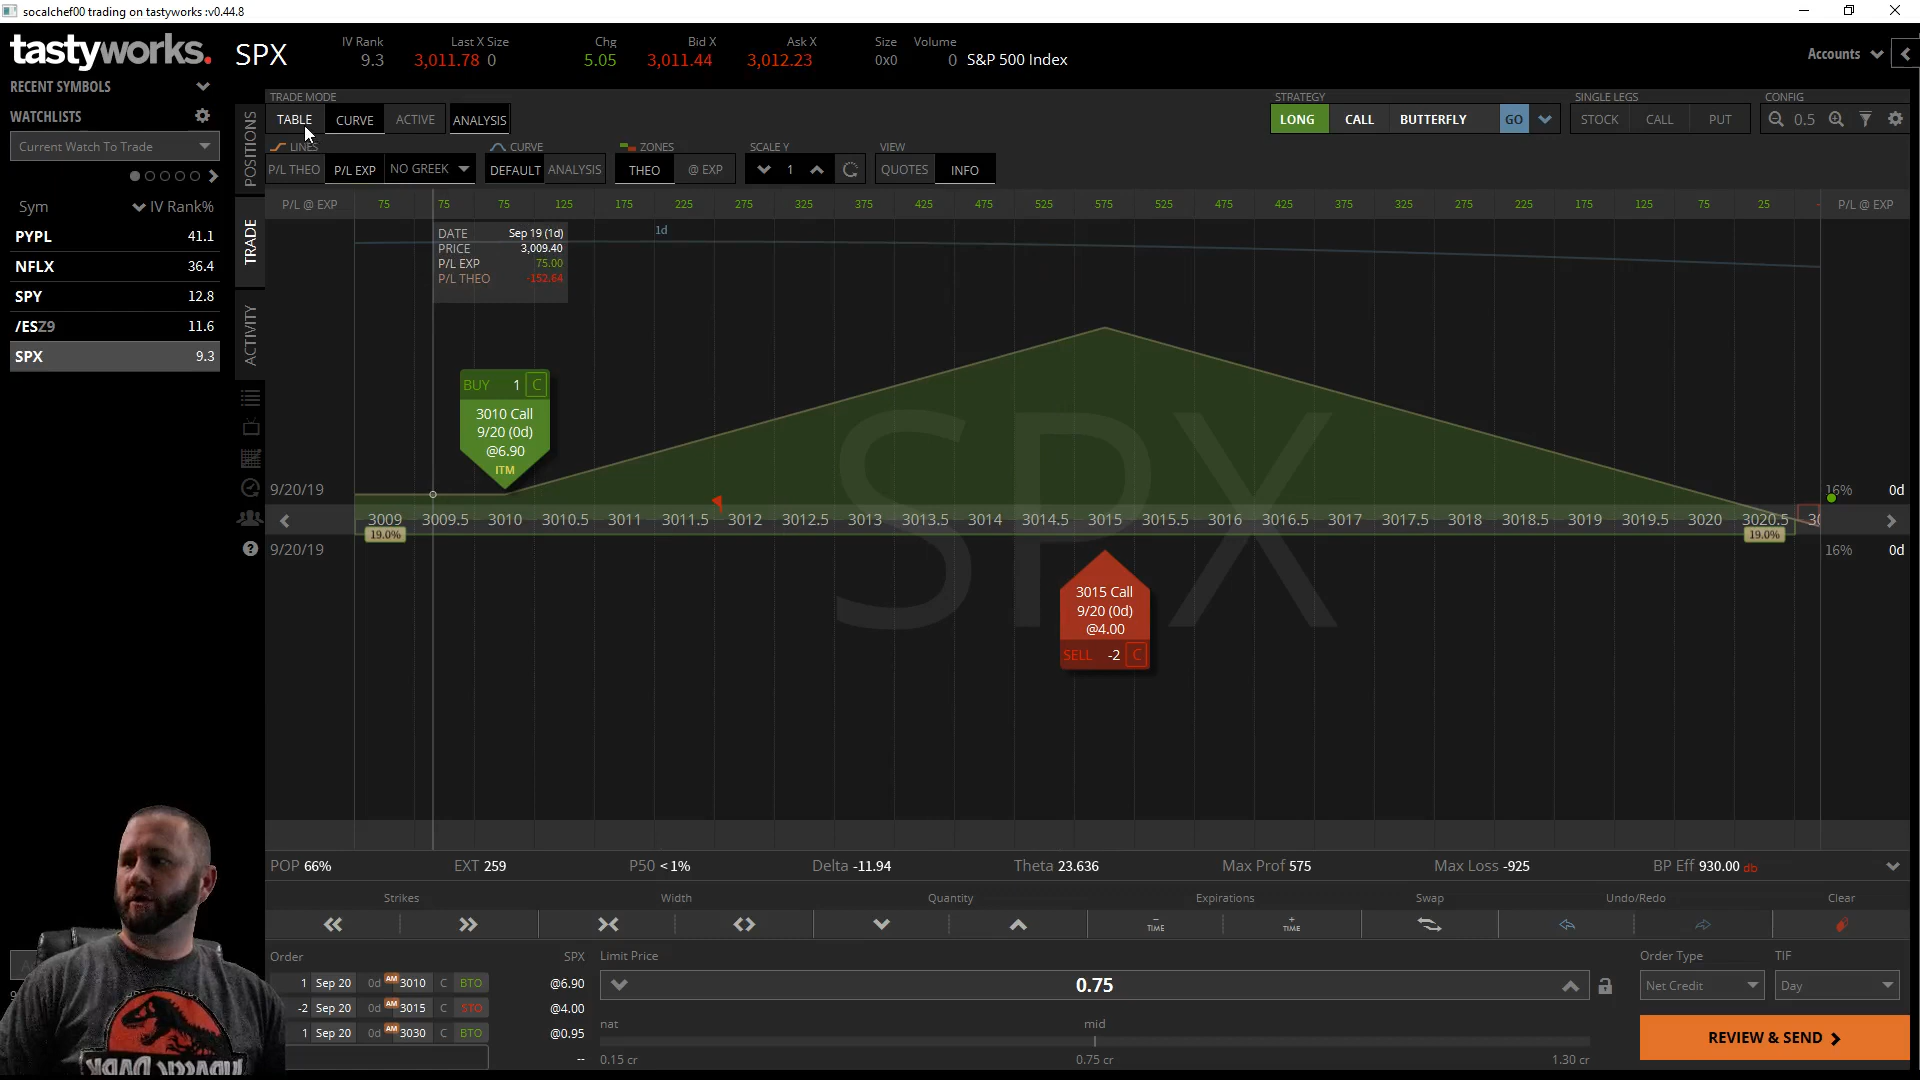 socalchef00 trading on tastyworks :v0.44.8
tastyworks.
SPX
IV Rank
9.3
Last X Size
3,011.78 0
Chg
5.05
Bid X
3,011.44
Ask X
3,012.23
Size
0x0
Volume
0
S&P 500 Index
Accounts
RECENT SYMBOLS
WATCHLISTS
Current Watch To Trade
Sym IV Rank%
PYPL 41.1
NFLX 36.4
SPY 12.8
/ESZ9 11.6
SPX 9.3
POSITIONS
TRADE
ACTIVITY
TRADE MODE
TABLE CURVE ACTIVE ANALYSIS
STRATEGY
LONG CALL BUTTERFLY GO
SINGLE LEGS
STOCK CALL PUT
CONFIG
0.5
LINES
P/L THEO P/L EXP NO GREEK
CURVE
DEFAULT ANALYSIS
ZONES
THEO @ EXP
SCALE Y
1
VIEW
QUOTES INFO
P/L @ EXP 75 75 75 125 175 225 275 325 375 425 475 525 575 525 475 425 375 325 275 225 175 125 75 25 - P/L @ EXP
DATE Sep 19 (1d)
PRICE 3,009.40
P/L EXP 75.00
P/L THEO -152.64
1d
BUY 1 C
3010 Call
9/20 (0d)
@6.90
ITM
9/20/19 16% 0d
3009 3009.5 3010 3010.5 3011 3011.5 3012 3012.5 3013 3013.5 3014 3014.5 3015 3015.5 3016 3016.5 3017 3017.5 3018 3018.5 3019 3019.5 3020 3020.5 30
19.0% 19.0%
9/20/19 16% 0d
SPX
3015 Call
9/20 (0d)
@4.00
SELL -2 C
POP 66% EXT 259 P50 <1% Delta -11.94 Theta 23.636 Max Prof 575 Max Loss -925 BP Eff 930.00 db
Strikes Width Quantity Expirations Swap Undo/Redo Clear
- TIME + TIME
Order SPX Limit Price Order Type TIF
1 Sep 20 0d AM 3010 C BTO @6.90
-2 Sep 20 0d AM 3015 C STO @4.00
1 Sep 20 0d AM 3030 C BTO @0.95
--
0.75
Net Credit
Day
nat mid
0.15 cr 0.75 cr 1.30 cr
REVIEW & SEND